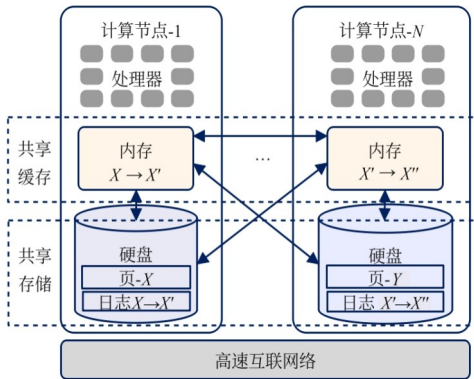 计算节点-1
处理器
计算节点-N
处理器
共享
缓存
内存
X → X′
...
内存
X′ → X″
共享
存储
硬盘
页-X
日志X→X′
硬盘
页-Y
日志 X′→X″
高速互联网络